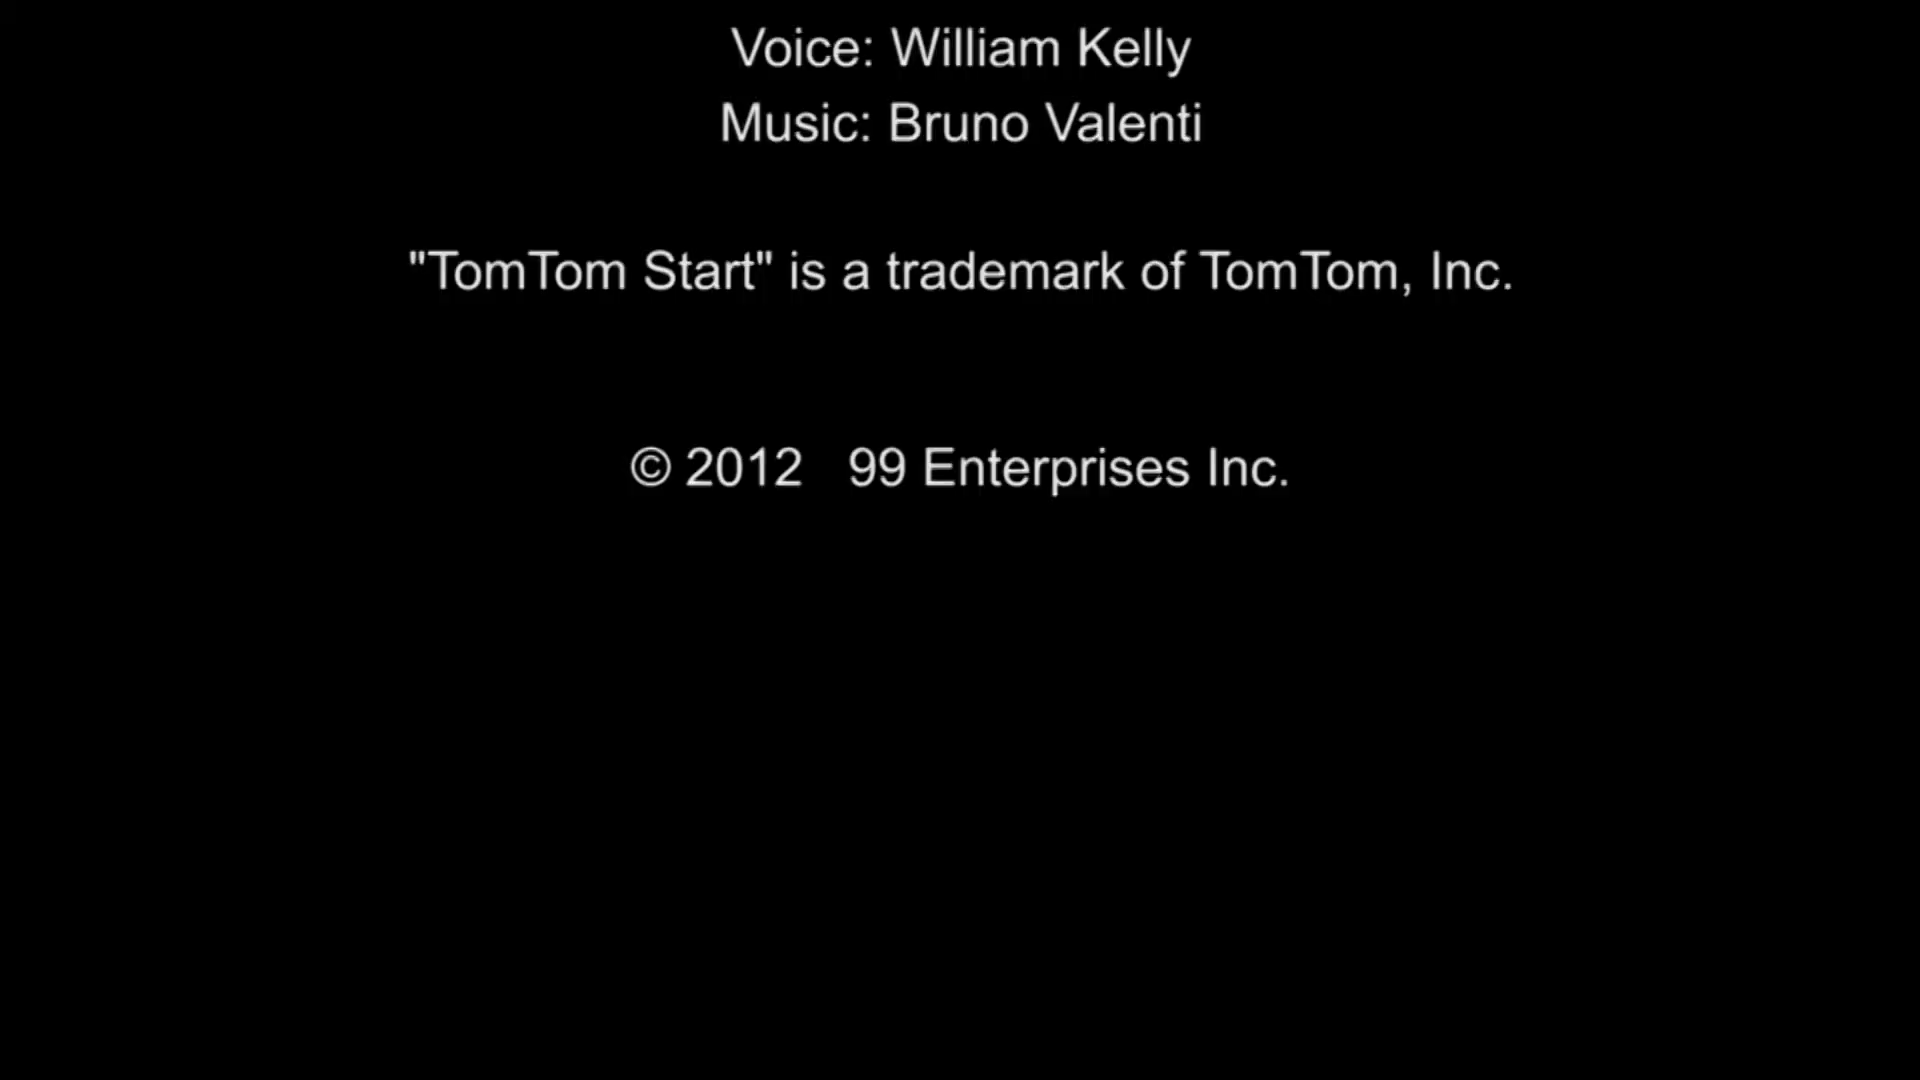 Voice: William Kelly
Music: Bruno Valenti
"TomTom Start" is a trademark of TomTom, Inc.
© 2012   99 Enterprises Inc.